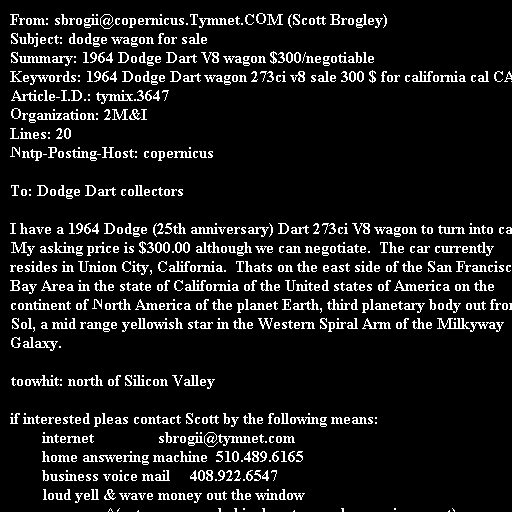 From: sbrogii@copernicus.Tymnet.COM (Scott Brogley)
Subject: dodge wagon for sale
Summary: 1964 Dodge Dart V8 wagon $300/negotiable
Keywords: 1964 Dodge Dart wagon 273ci v8 sale 300 $ for california cal CA
Article-I.D.: tymix.3647
Organization: 2M&I
Lines: 20
Nntp-Posting-Host: copernicus
To: Dodge Dart collectors
I have a 1964 Dodge (25th anniversary) Dart 273ci V8 wagon to turn into ca
My asking price is $300.00 although we can negotiate. The car currently
resides in Union City, California. Thats on the east side of the San Francisc
Bay Area in the state of California of the United states of America on the
continent of North America of the planet Earth, third planetary body out from
Sol, a mid range yellowish star in the Western Spiral Arm of the Milkyway
Galaxy.
toowhit: north of Silicon Valley
if interested pleas contact Scott by the following means:
internet sbrogii@tymnet.com
home answering machine 510.489.6165
business voice mail 408.922.6547
loud yell & wave money out the window